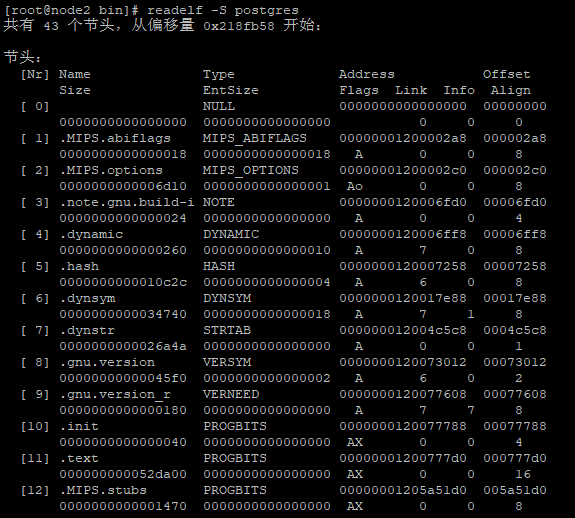 [root@node2 bin]# readelf -S postgres
共有 43 个节头，从偏移量 0x218fb58 开始：
节头：
[Nr] Name Type Address Offset
Size EntSize Flags Link Info Align
[ 0] NULL 0000000000000000 00000000
0000000000000000 0000000000000000 0 0 0
[ 1] .MIPS.abiflags MIPS_ABIFLAGS 00000001200002a8 000002a8
0000000000000018 0000000000000018 A 0 0 8
[ 2] .MIPS.options MIPS_OPTIONS 00000001200002c0 000002c0
0000000000006d10 0000000000000001 Ao 0 0 8
[ 3] .note.gnu.build-i NOTE 0000000120006fd0 00006fd0
0000000000000024 0000000000000000 A 0 0 4
[ 4] .dynamic DYNAMIC 0000000120006ff8 00006ff8
0000000000000260 0000000000000010 A 7 0 8
[ 5] .hash HASH 0000000120007258 00007258
0000000000010c2c 0000000000000004 A 6 0 8
[ 6] .dynsym DYNSYM 0000000120017e88 00017e88
0000000000034740 0000000000000018 A 7 1 8
[ 7] .dynstr STRTAB 000000012004c5c8 0004c5c8
0000000000026a4a 0000000000000000 A 0 0 1
[ 8] .gnu.version VERSYM 0000000120073012 00073012
00000000000045f0 0000000000000002 A 6 0 2
[ 9] .gnu.version_r VERNEED 0000000120077608 00077608
0000000000000180 0000000000000000 A 7 7 8
[10] .init PROGBITS 0000000120077788 00077788
0000000000000040 0000000000000000 AX 0 0 4
[11] .text PROGBITS 00000001200777d0 000777d0
000000000052da00 0000000000000000 AX 0 0 16
[12] .MIPS.stubs PROGBITS 00000001205a51d0 005a51d0
0000000000001470 0000000000000000 AX 0 0 8